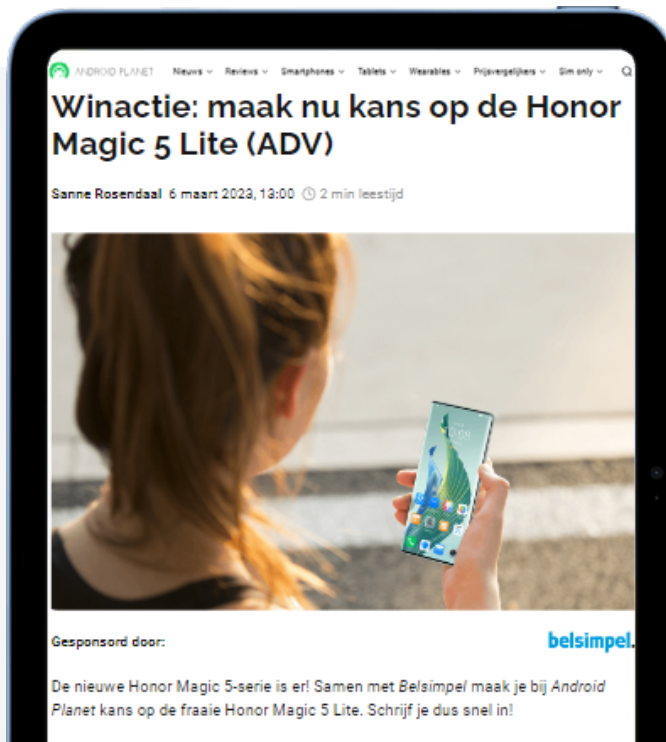 ANDROID PLANET Nieuws Reviews Smartphones Tablets Wearables Prijsvergelijkers Sim only
Winactie: maak nu kans op de Honor
Magic 5 Lite (ADV)
Sanne Rosendaal 6 maart 2023, 13:00 2 min leestijd
Gesponsord door:
belsimpel.
De nieuwe Honor Magic 5-serie is er! Samen met Belsimpel maak je bij Android
Planet kans op de fraaie Honor Magic 5 Lite. Schrijf je dus snel in!